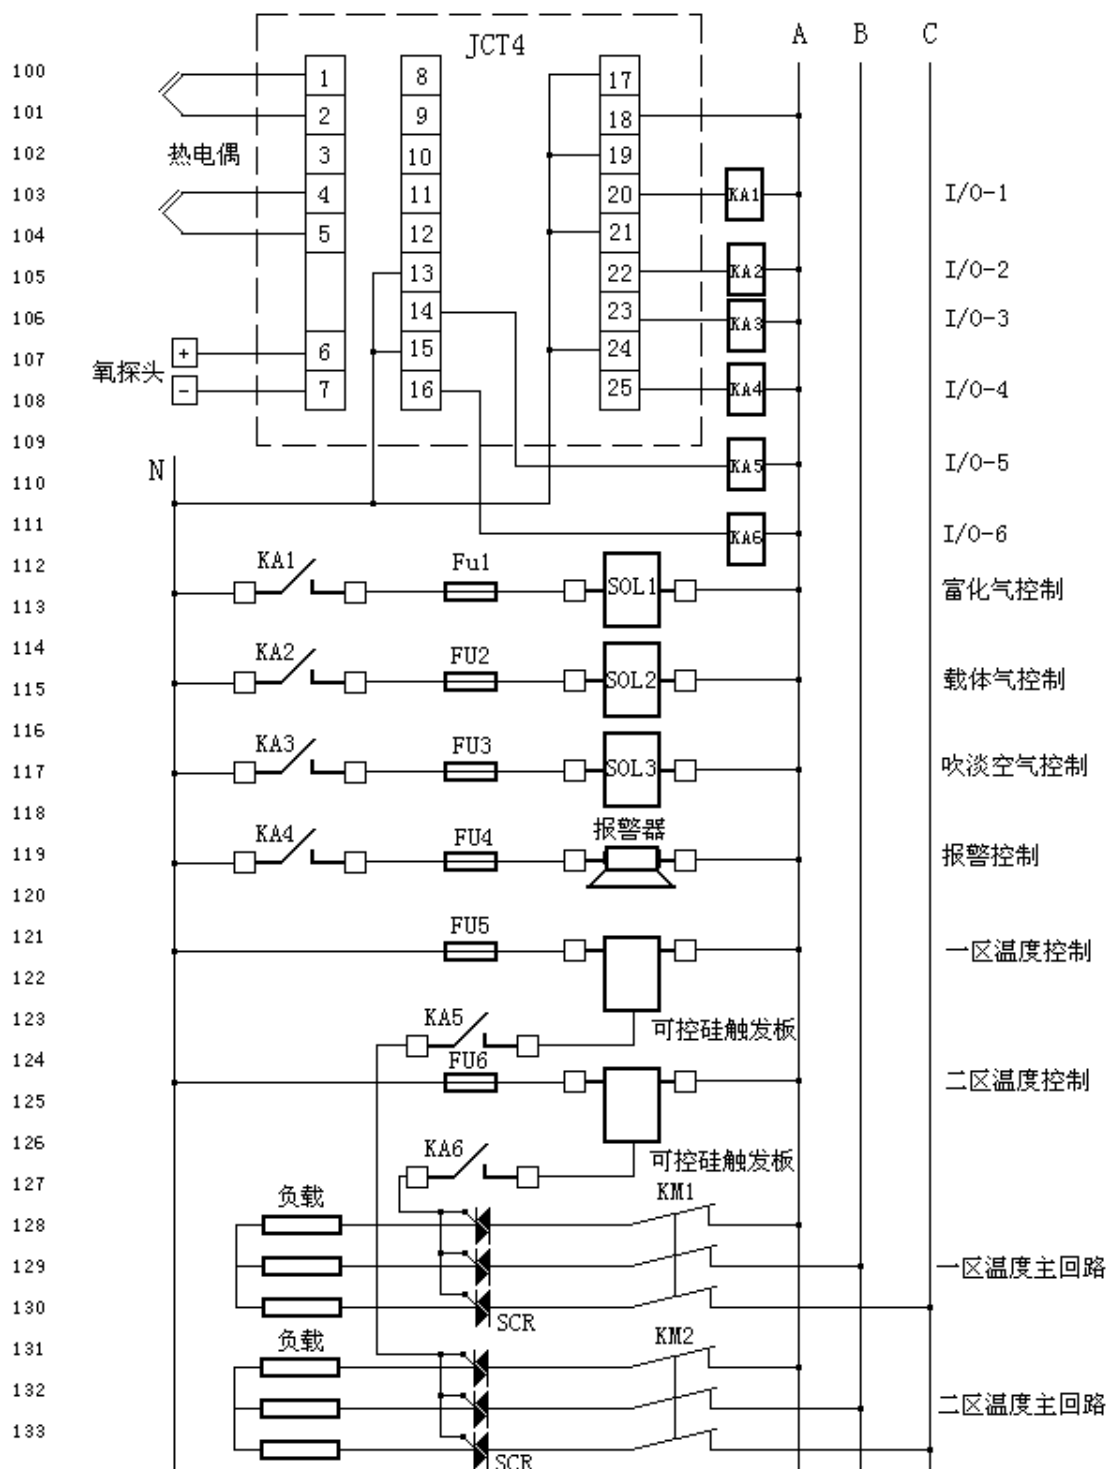 JCT4
A B C
100 1 8 17
101 2 9 18
102 热电偶 3 10 19
103 4 11 20 KA1 I/O-1
104 5 12 21
105 13 22 KA2 I/O-2
106 14 23 KA3 I/O-3
107 + 6 15 24
氧探头
108 - 7 16 25 KA4 I/O-4
109 KA5 I/O-5
110 N
111 KA6 I/O-6
112 KA1 Fu1 SOL1 富化气控制
113
114 KA2 FU2 SOL2 载体气控制
115
116 KA3 FU3 SOL3 吹淡空气控制
117
118 KA4 FU4 报警器
119 报警控制
120
121 FU5 一区温度控制
122
123 KA5 可控硅触发板
124 FU6 二区温度控制
125
126 KA6 可控硅触发板
127 负载 KM1
128
129 一区温度主回路
130 SCR
131 负载 KM2
132 二区温度主回路
133
SCR